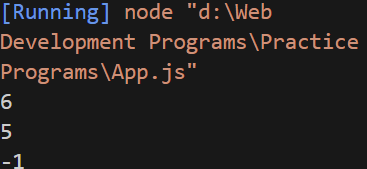 [Running] node "d:\Web
Development Programs\Practice
Programs\App.js"
6
5
-1